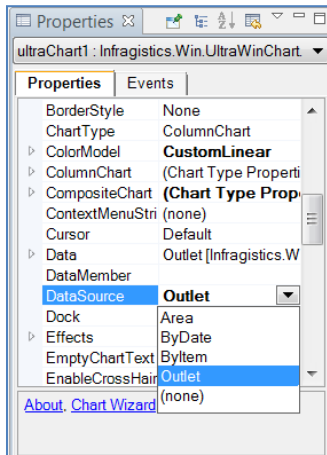 Properties
ultraChart1 : Infragistics.Win.UltraWinChart.
Properties Events
BorderStyle None
ChartType ColumnChart
ColorModel CustomLinear
ColumnChart (Chart Type Properti
CompositeChart (Chart Type Prop
ContextMenuStri (none)
Cursor Default
Data Outlet [Infragistics.W
DataMember
DataSource Outlet
Dock Area
Effects ByDate
EmptyChartText ByItem
EnableCrossHair Outlet
(none)
About, Chart Wizard